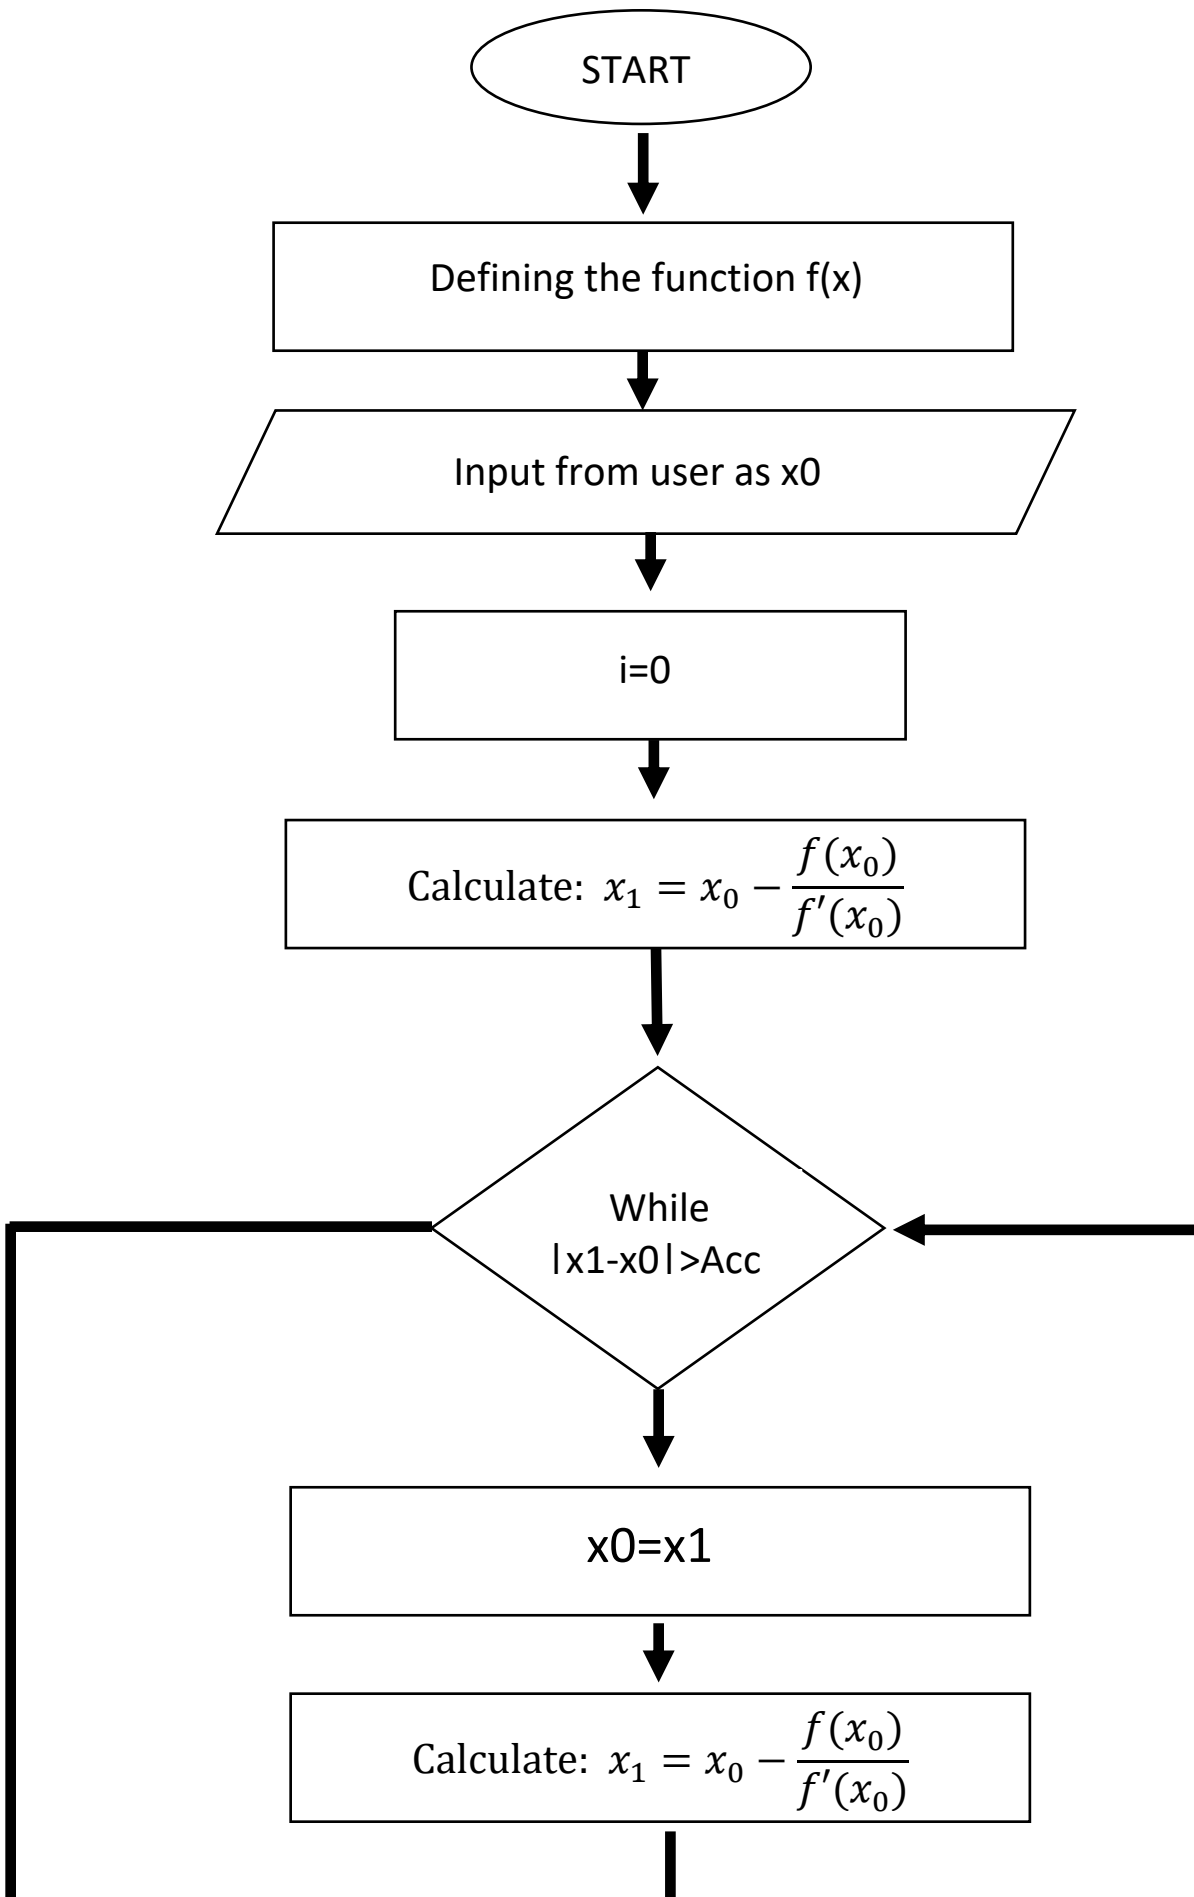 START
Defining the function f(x)
Input from user as x0
i=0
Calculate: x₁ = x₀ − f(x₀)/f′(x₀)
While
|x1-x0|>Acc
x0=x1
Calculate: x₁ = x₀ − f(x₀)/f′(x₀)